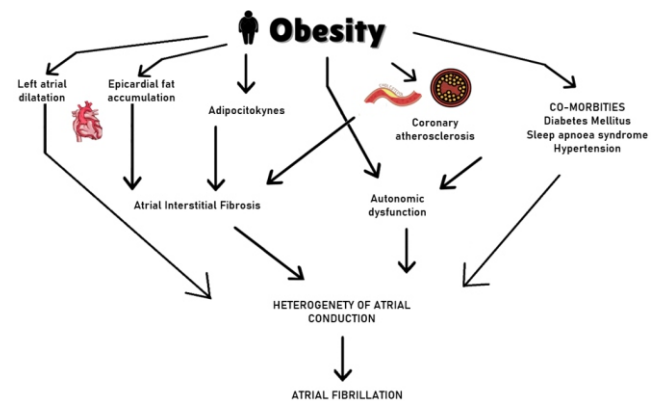 Obesity
Left atrial
dilatation
Epicardial fat
accumulation
Adipocitokynes
Coronary
atherosclerosis
CO-MORBITIES
Diabetes Mellitus
Sleep apnoea syndrome
Hypertension
Atrial Interstitial Fibrosis
Autonomic
dysfunction
HETEROGENETY OF ATRIAL
CONDUCTION
ATRIAL FIBRILLATION